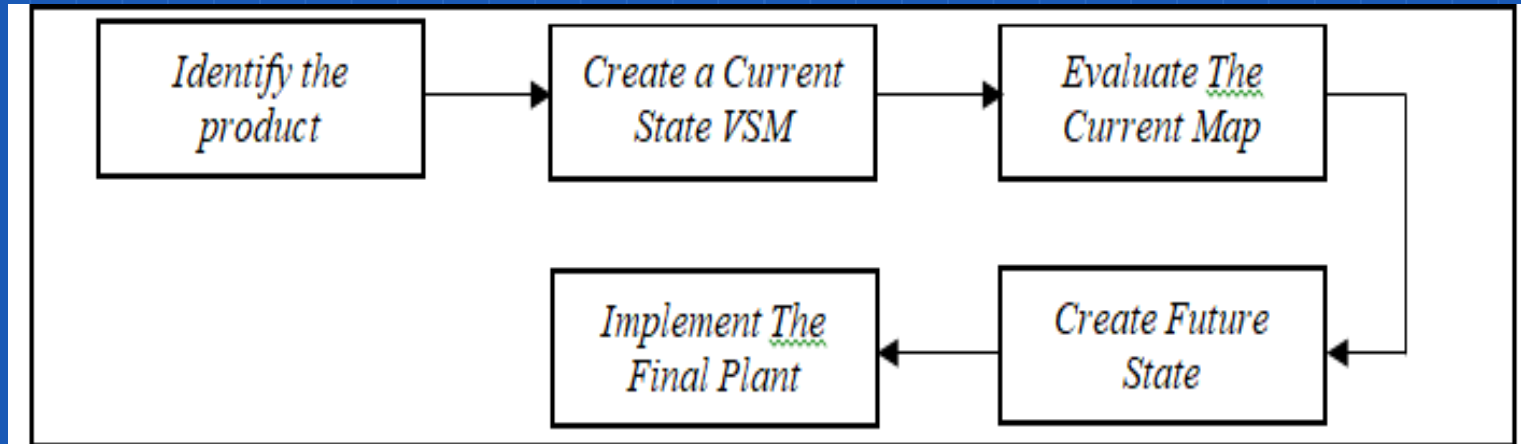 Identify the
product
Create a Current
State VSM
Evaluate The
Current Map
Create Future
State
Implement The
Final Plant